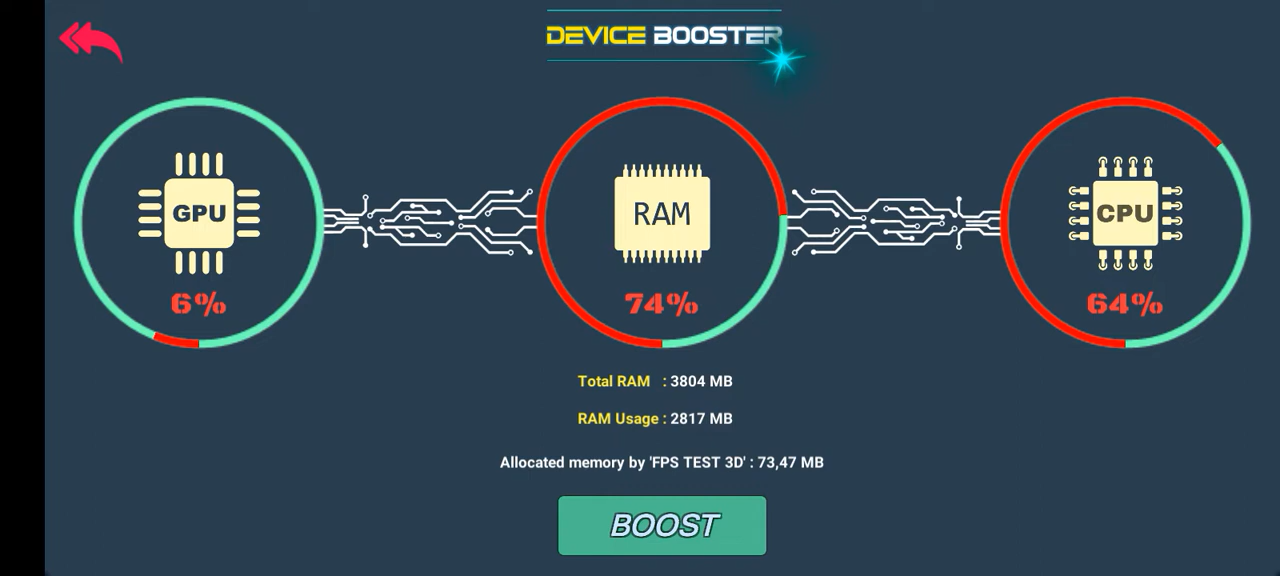 DEVICE BOOSTER
GPU
6%
RAM
74%
CPU
64%
Total RAM : 3804 MB
RAM Usage : 2817 MB
Allocated memory by 'FPS TEST 3D' : 73,47 MB
BOOST